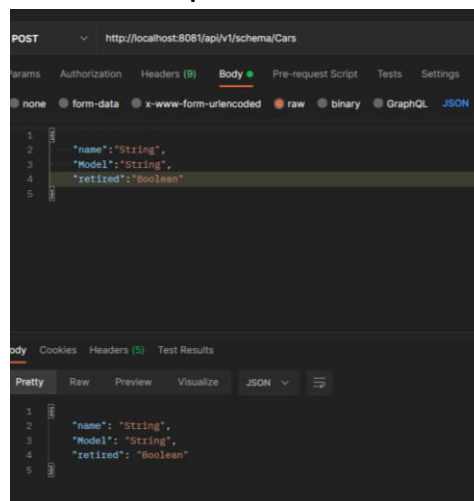 POST http://localhost:8081/api/v1/schema/Cars
Params Authorization Headers (9) Body Pre-request Script Tests Settings
none form-data x-www-form-urlencoded raw binary GraphQL JSON
1 {
2 "name":"String",
3 "Model":"String",
4 "retired":"Boolean"
5 }
ody Cookies Headers (5) Test Results
Pretty Raw Preview Visualize JSON
1 {
2 "name": "String",
3 "Model": "String",
4 "retired": "Boolean"
5 }